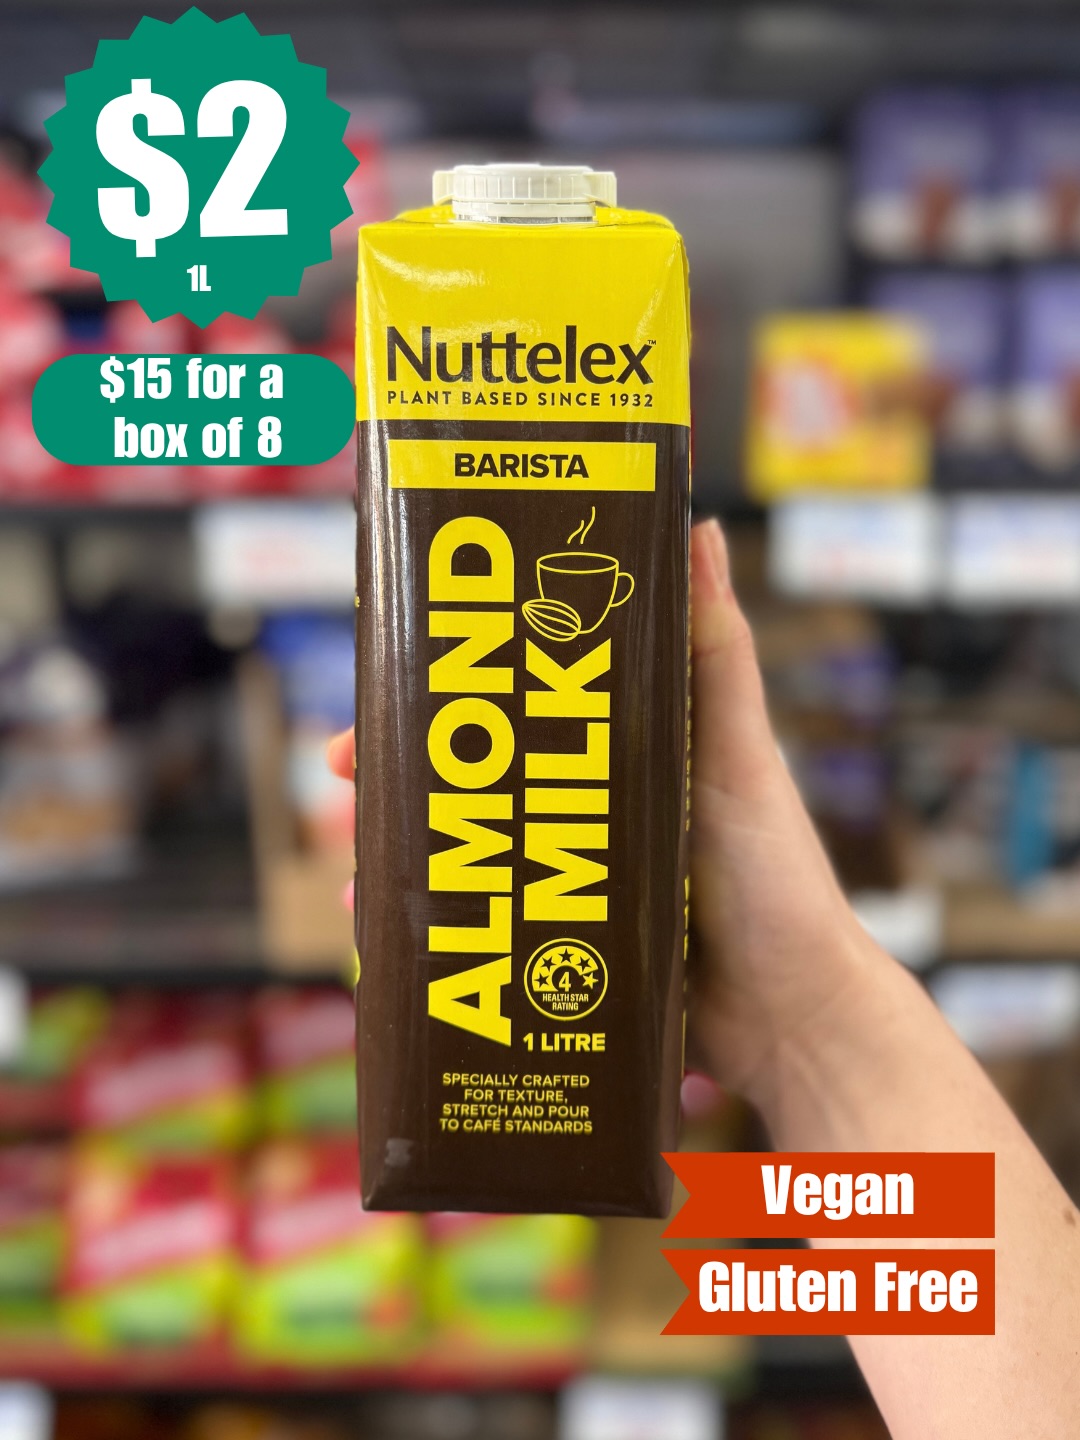 $2
1L
$15 for a
box of 8
Nuttelex™
PLANT BASED SINCE 1932
BARISTA
ALMOND
MILK
4
HEALTH STAR
RATING
1 LITRE
SPECIALLY CRAFTED
FOR TEXTURE,
STRETCH AND POUR
TO CAFÉ STANDARDS
Vegan
Gluten Free